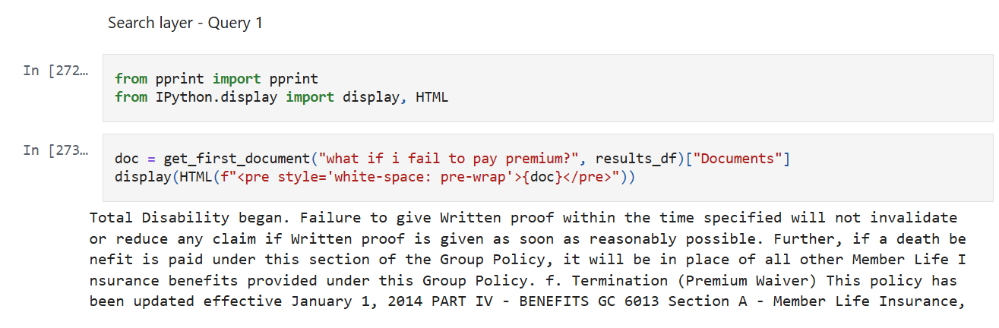 Search layer - Query 1
In [272…
from pprint import pprint
from IPython.display import display, HTML
In [273…
doc = get_first_document("what if i fail to pay premium?", results_df)["Documents"]
display(HTML(f"<pre style='white-space: pre-wrap'>{doc}</pre>"))
Total Disability began. Failure to give Written proof within the time specified will not invalidate
or reduce any claim if Written proof is given as soon as reasonably possible. Further, if a death be
nefit is paid under this section of the Group Policy, it will be in place of all other Member Life I
nsurance benefits provided under this Group Policy. f. Termination (Premium Waiver) This policy has
been updated effective January 1, 2014 PART IV - BENEFITS GC 6013 Section A - Member Life Insurance,